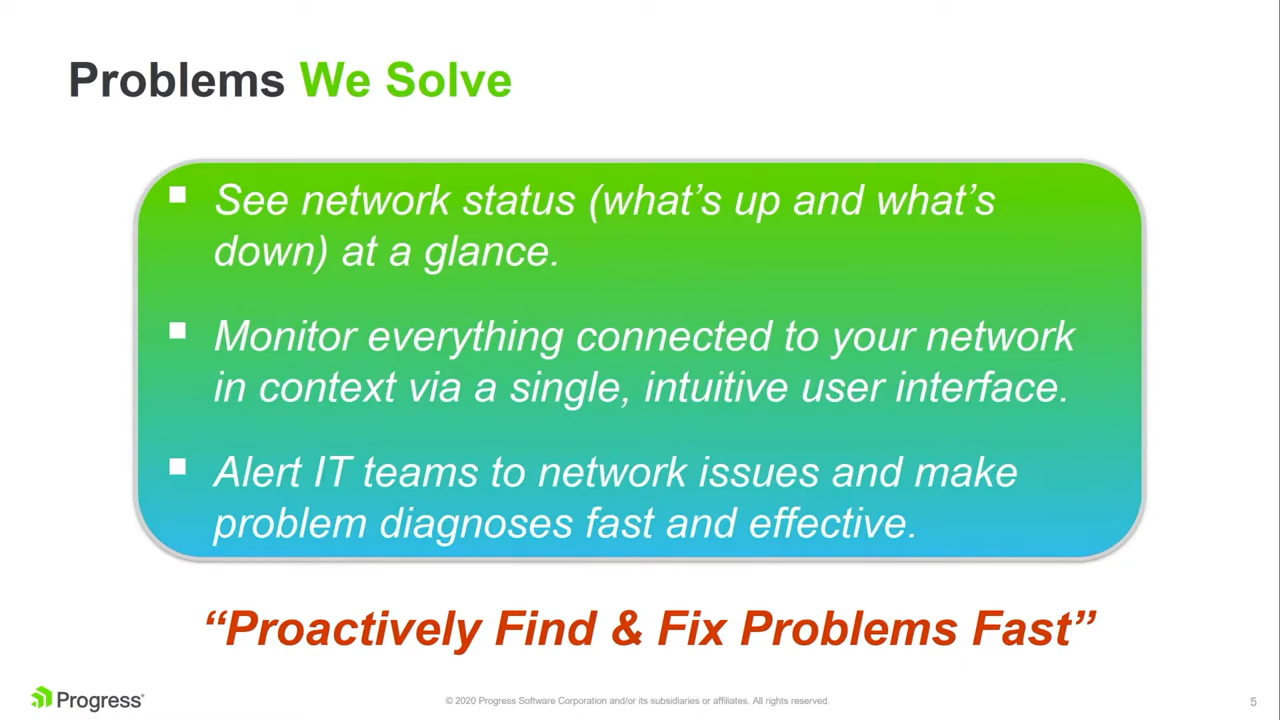 Problems We Solve
▪ See network status (what’s up and what’s
down) at a glance.
▪ Monitor everything connected to your network
in context via a single, intuitive user interface.
▪ Alert IT teams to network issues and make
problem diagnoses fast and effective.
“Proactively Find & Fix Problems Fast”
Progress®
© 2020 Progress Software Corporation and/or its subsidiaries or affiliates. All rights reserved.
5